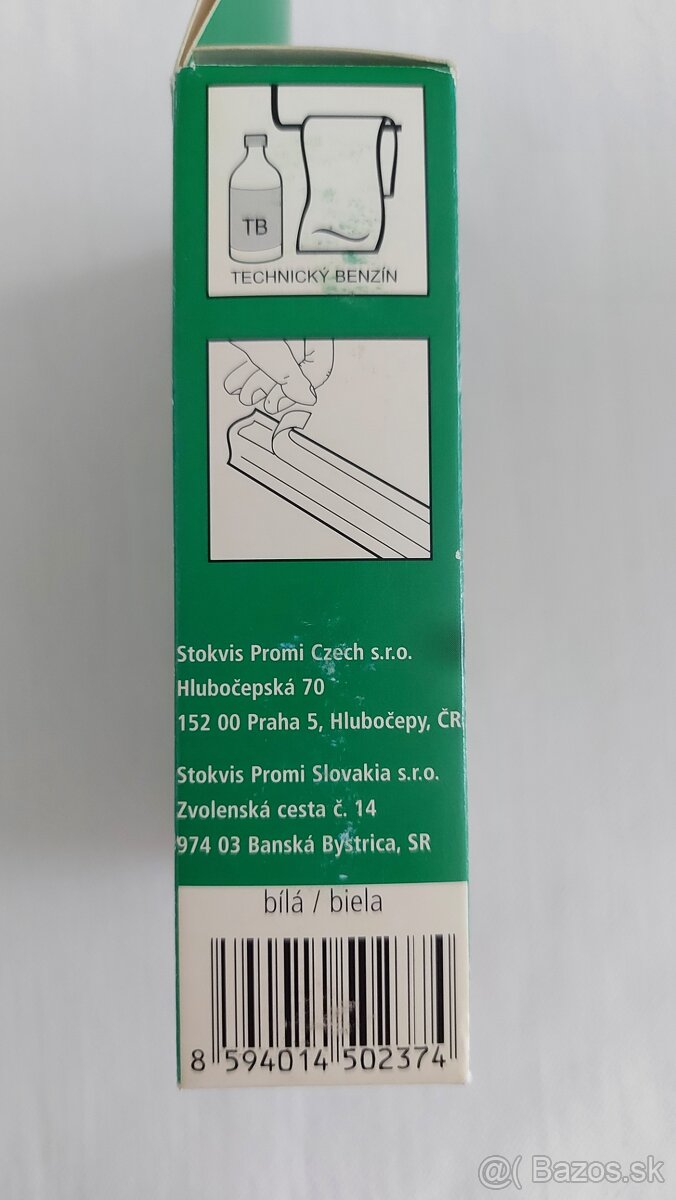 TB
TECHNICKÝ BENZÍN
Stokvis Promi Czech s.r.o.
Hlubočepská 70
152 00 Praha 5, Hlubočepy, ČR
Stokvis Promi Slovakia s.r.o.
Zvolenská cesta č. 14
974 03 Banská Bystrica, SR
bílá / biela
8 594014 502374
@( Bazos.sk